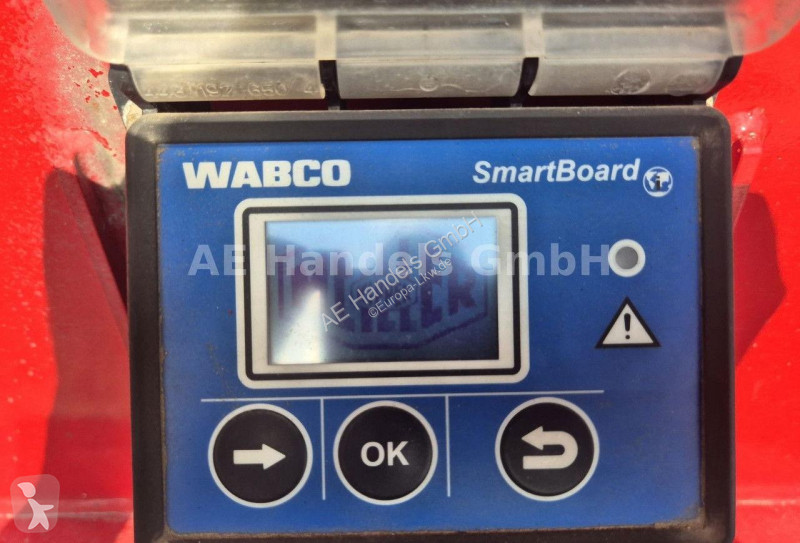 WABCO
SmartBoard
AE Handels GmbH
AE Handels GmbH
©Europa-Lkw.de
OK